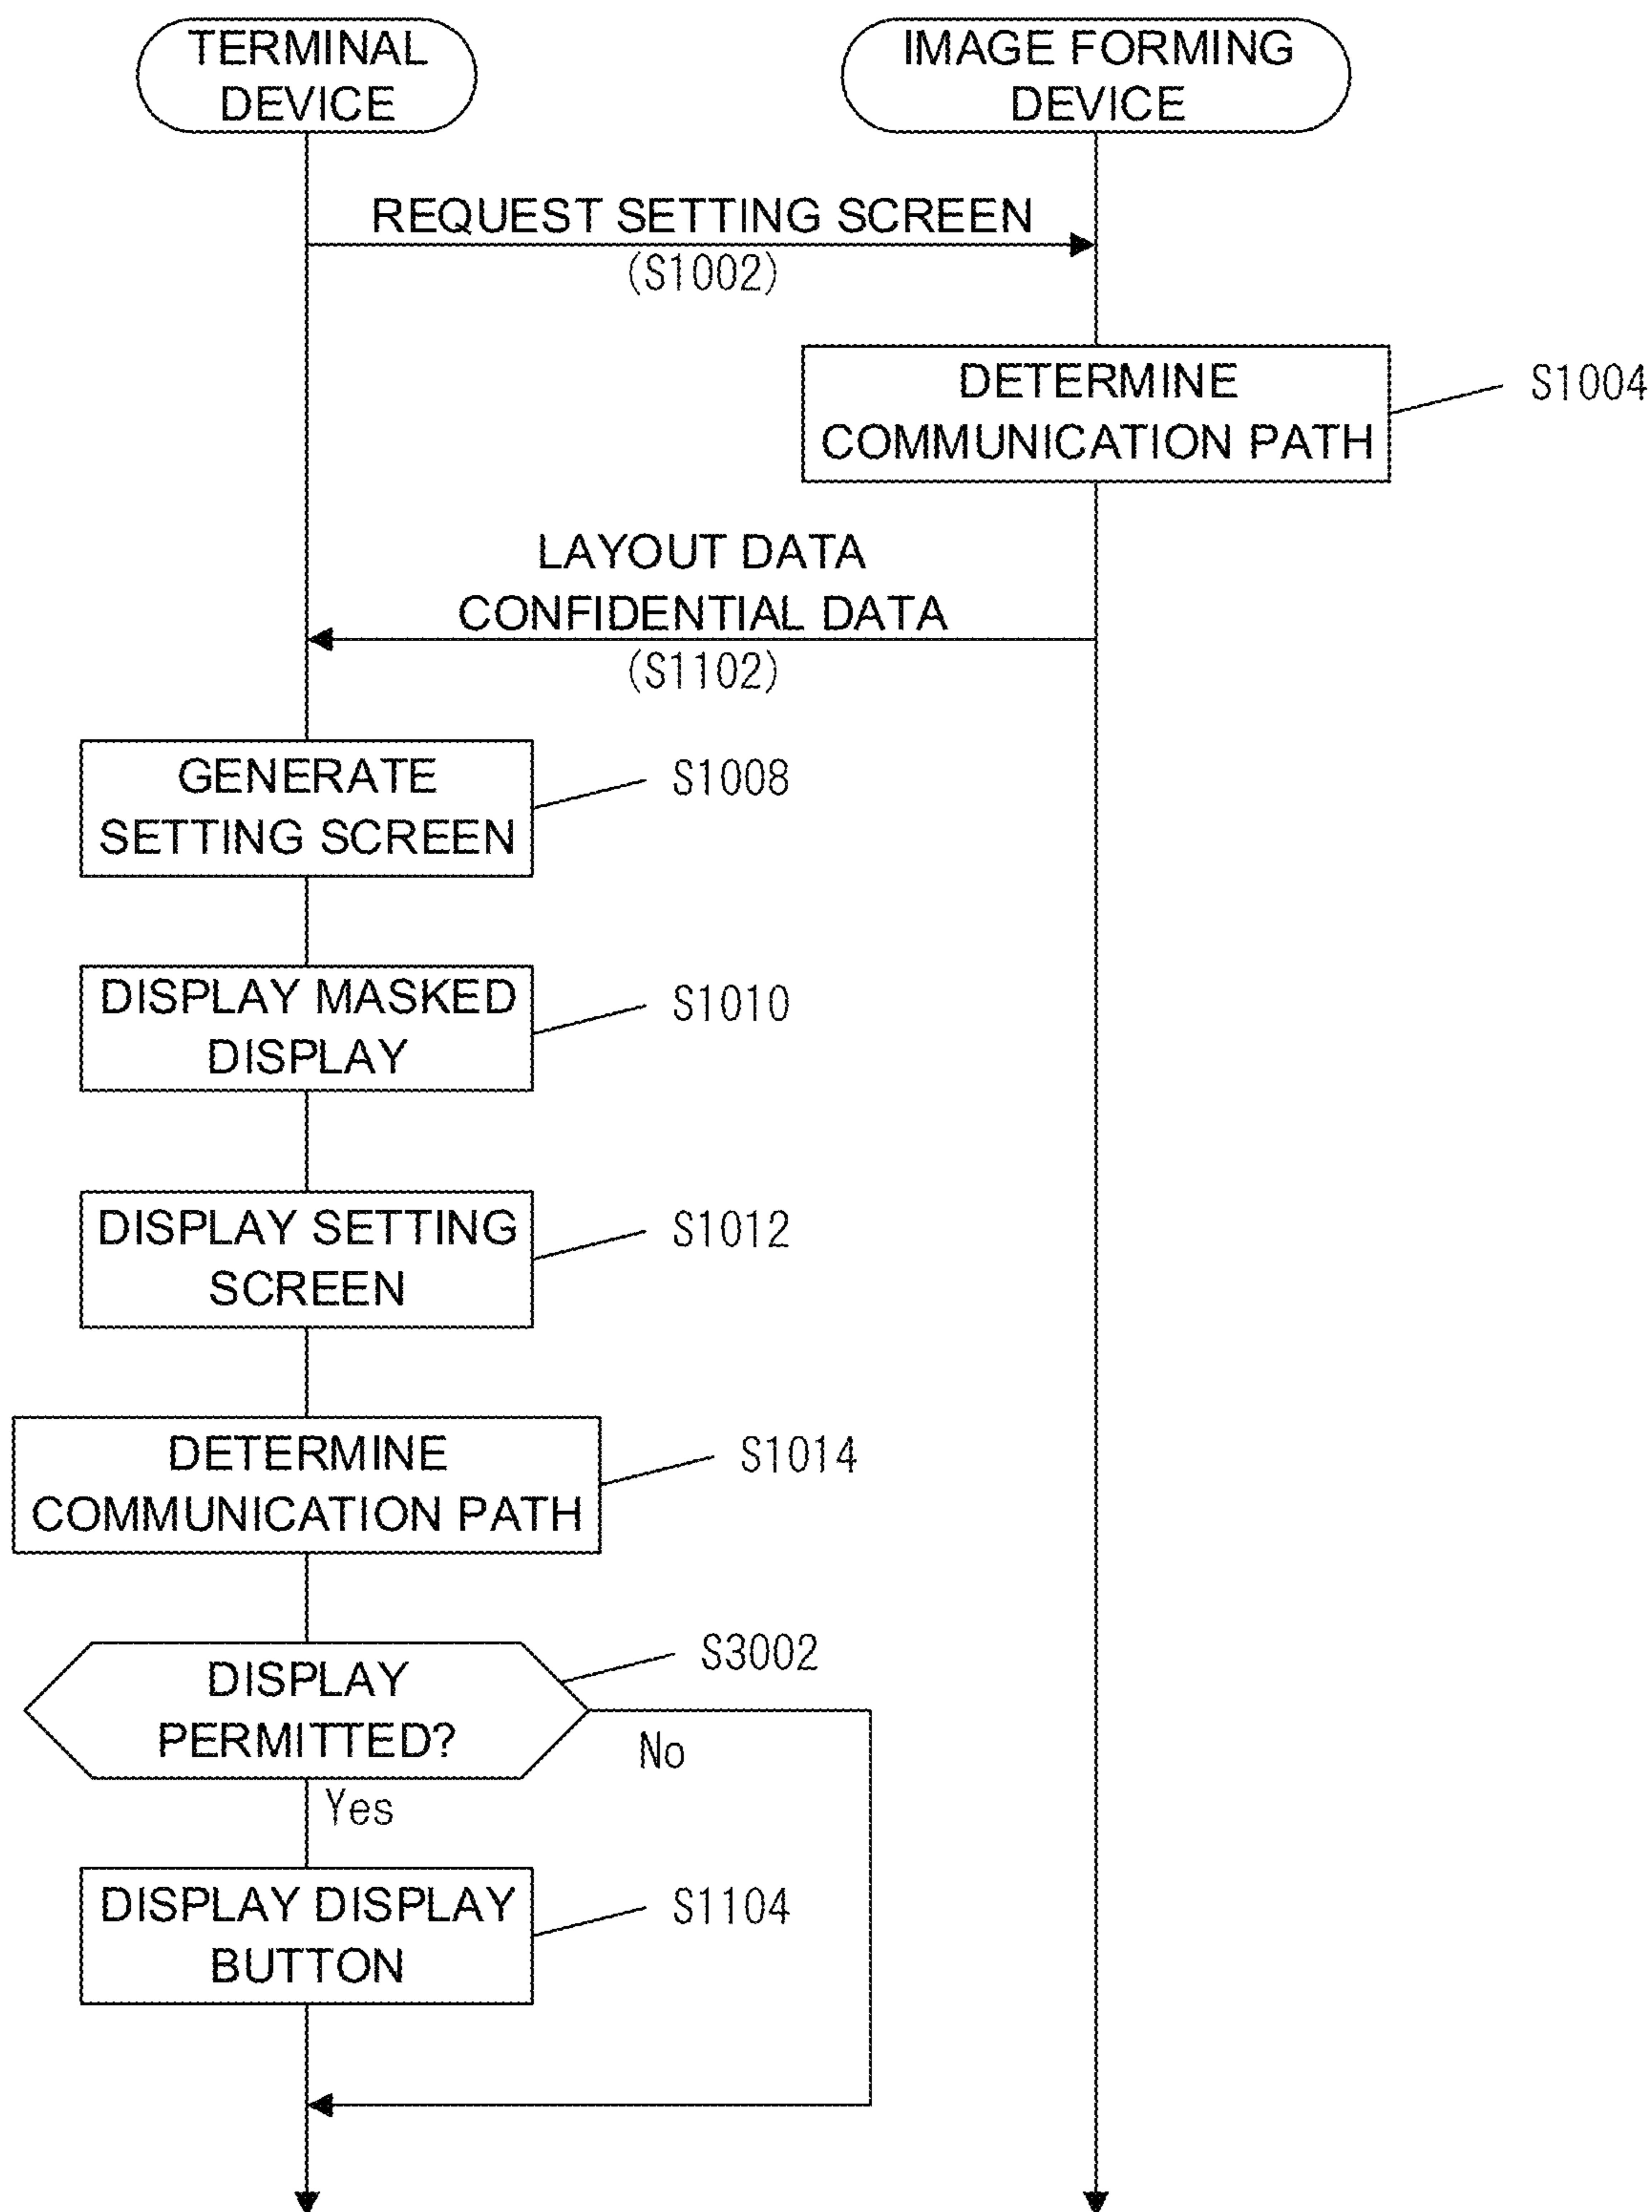 TERMINAL
DEVICE
IMAGE FORMING
DEVICE
REQUEST SETTING SCREEN
(S1002)
DETERMINE
COMMUNICATION PATH
S1004
LAYOUT DATA
CONFIDENTIAL DATA
(S1102)
GENERATE
SETTING SCREEN
S1008
DISPLAY MASKED
DISPLAY
S1010
DISPLAY SETTING
SCREEN
S1012
DETERMINE
COMMUNICATION PATH
S1014
DISPLAY
PERMITTED?
S3002
No
Yes
DISPLAY DISPLAY
BUTTON
S1104